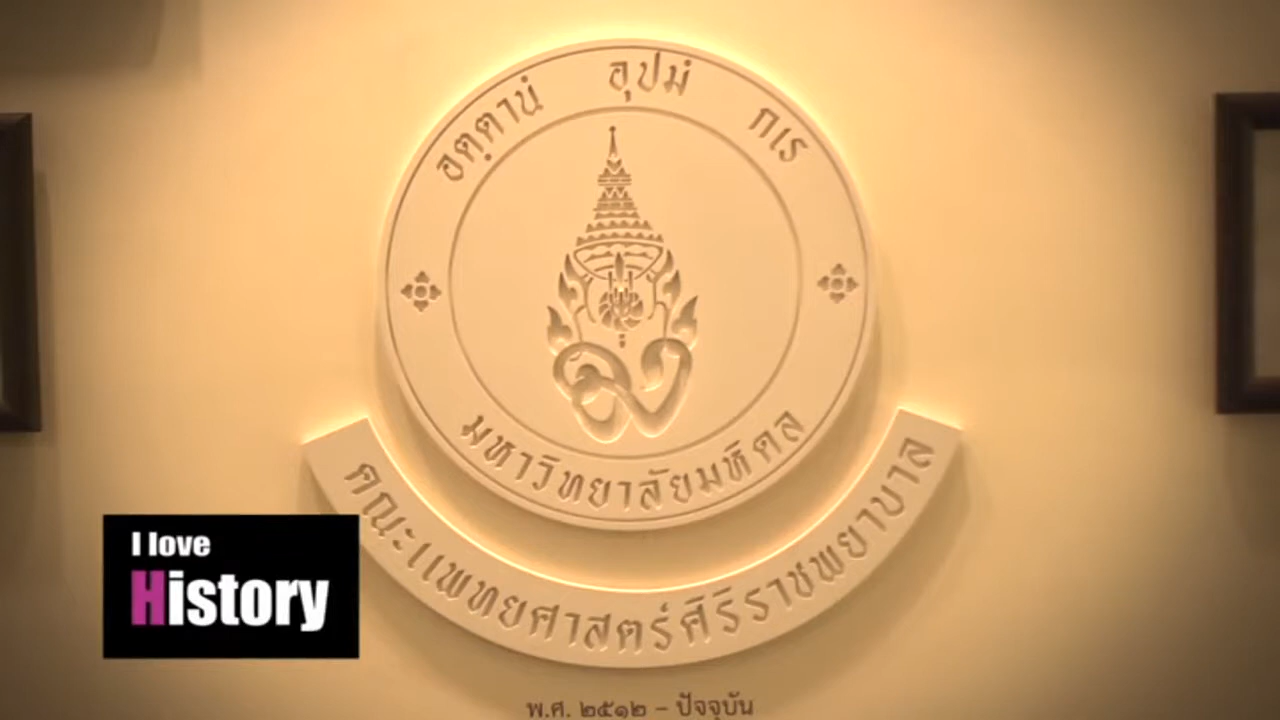 อตฺตานํ อุปมํ กเร
มหาวิทยาลัยมหิดล
คณะแพทยศาสตร์ศิริราชพยาบาล
พ.ศ. ๒๕๑๒ - ปัจจุบัน
I love
History